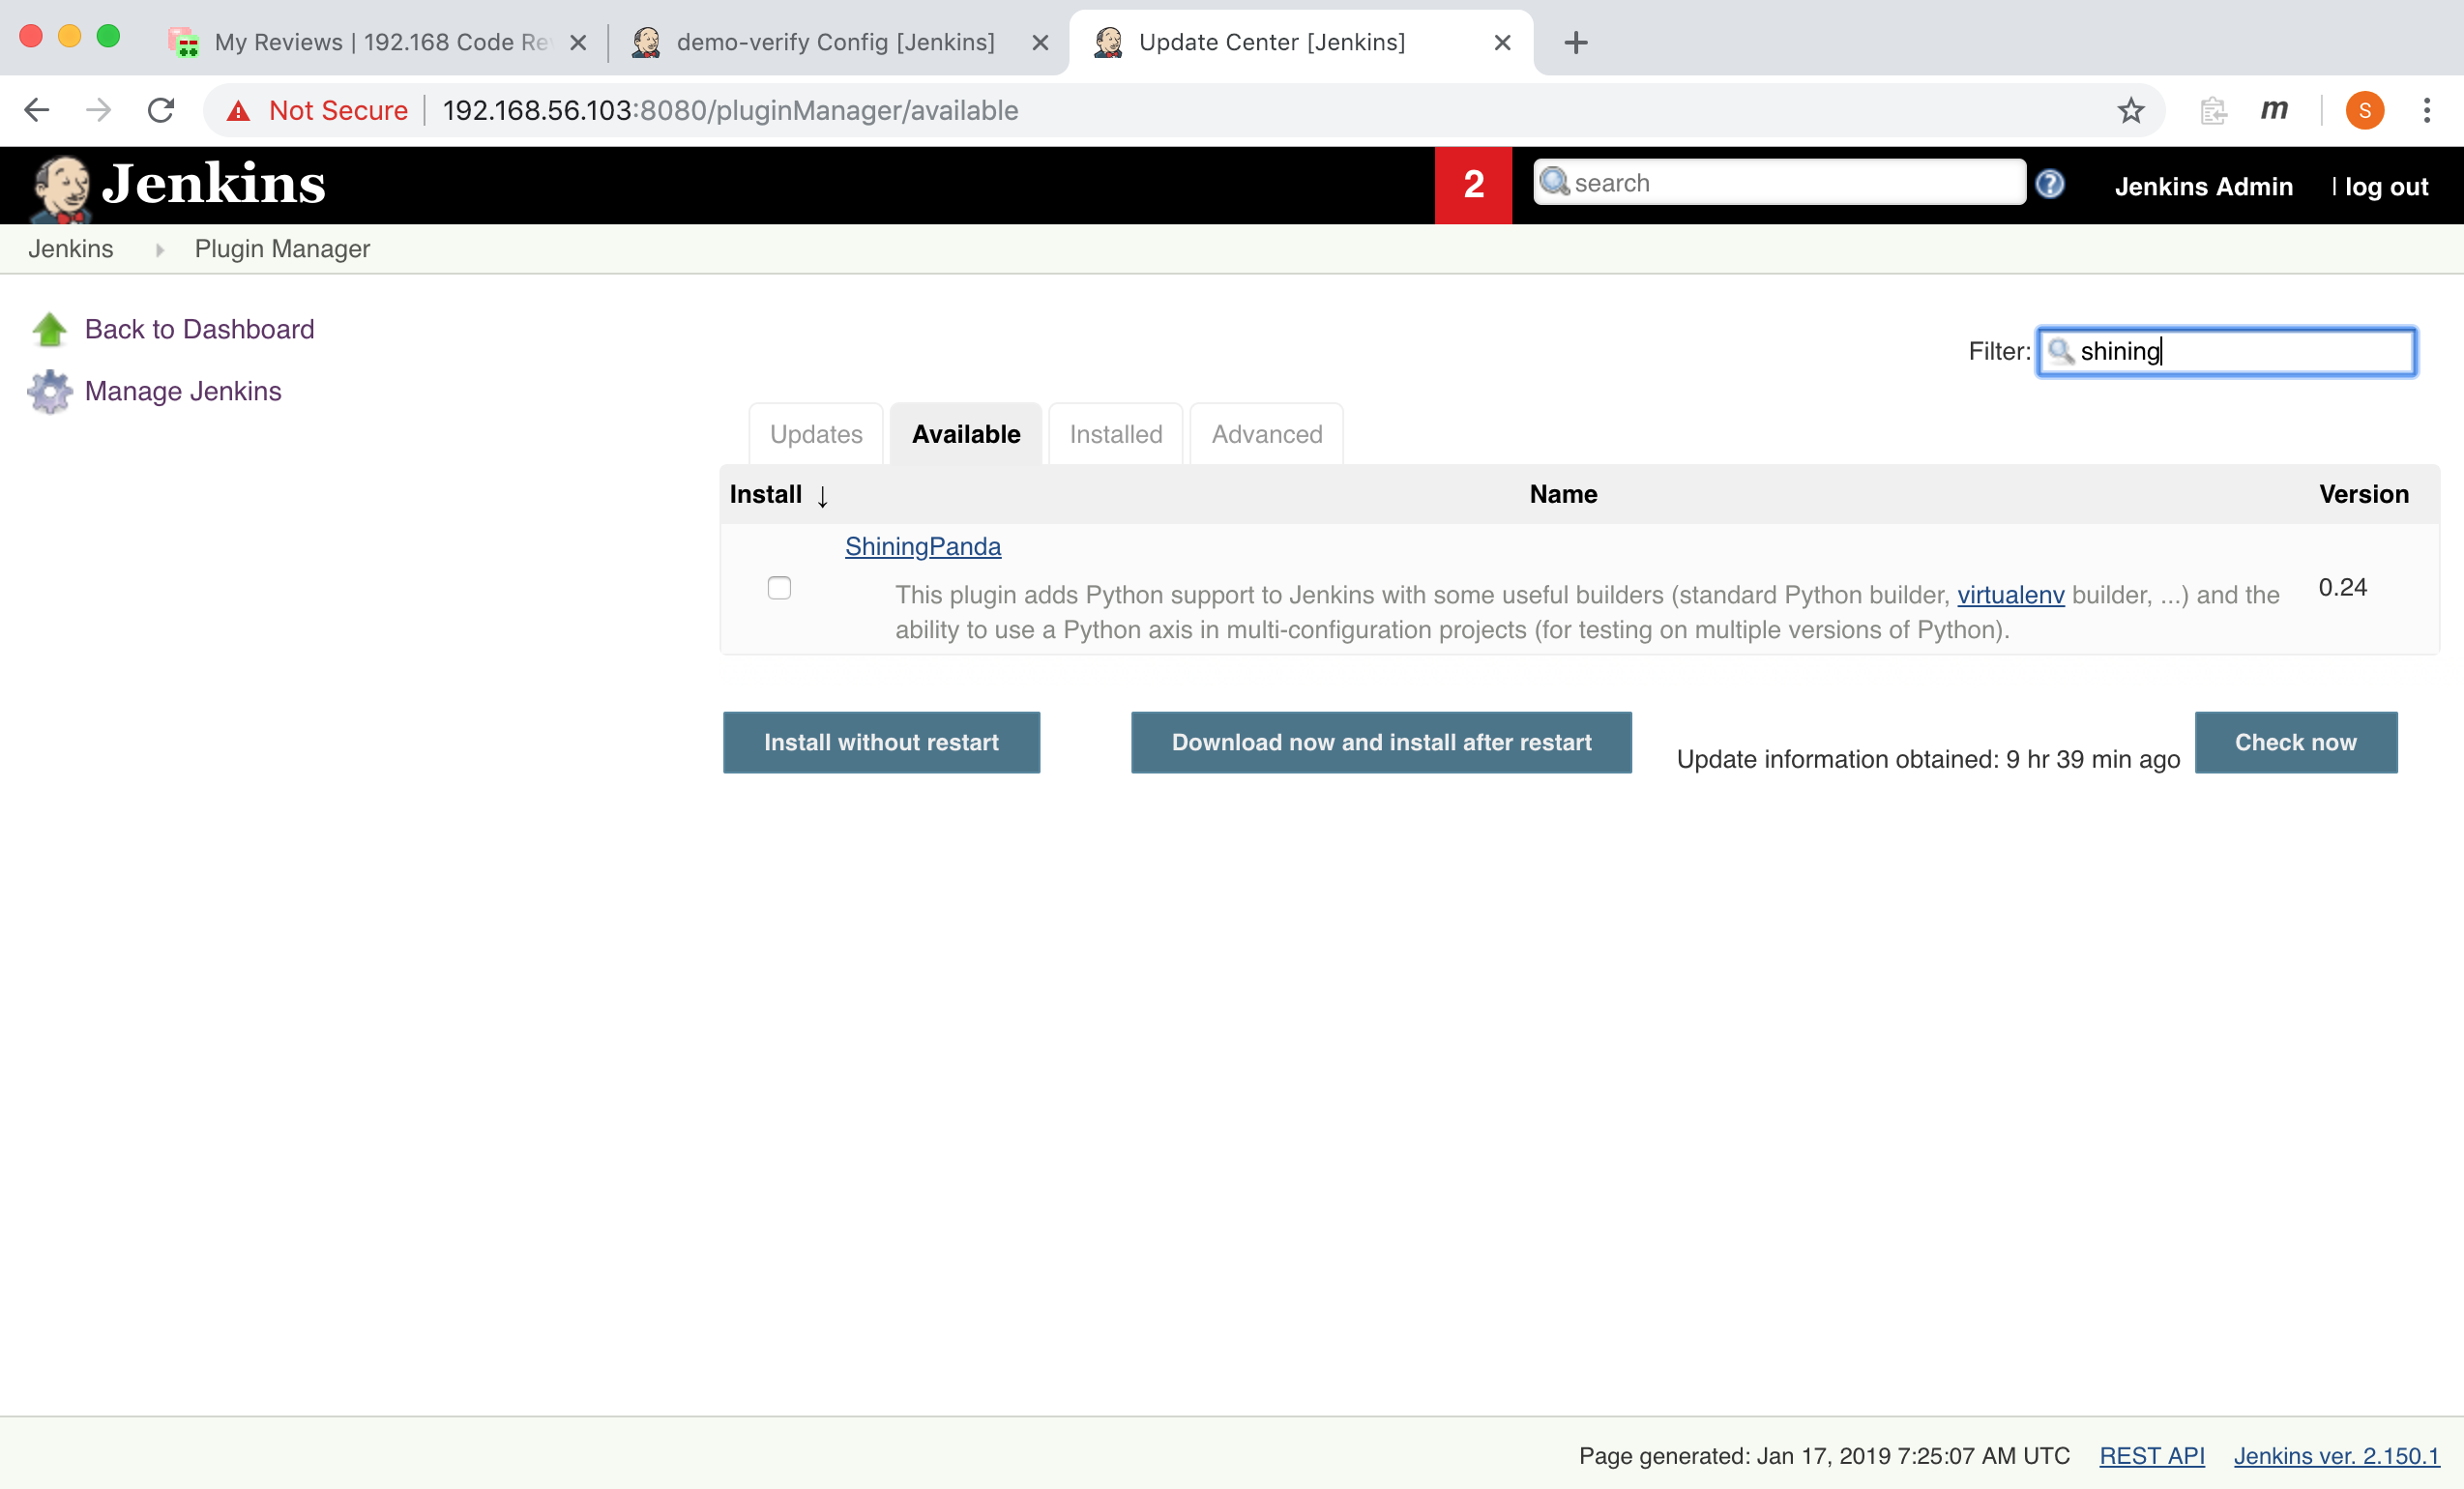 My Reviews | 192.168 Code Re
demo-verify Config [Jenkins]
Update Center [Jenkins]
Not Secure
192.168.56.103:8080/pluginManager/available
m
S
Jenkins
2
search
?
Jenkins Admin
| log out
Jenkins
Plugin Manager
Back to Dashboard
Manage Jenkins
Filter: shining
Updates
Available
Installed
Advanced
Install ↓
Name
Version
ShiningPanda
This plugin adds Python support to Jenkins with some useful builders (standard Python builder, virtualenv builder, ...) and the
ability to use a Python axis in multi-configuration projects (for testing on multiple versions of Python).
0.24
Install without restart
Download now and install after restart
Update information obtained: 9 hr 39 min ago
Check now
Page generated: Jan 17, 2019 7:25:07 AM UTC
REST API
Jenkins ver. 2.150.1